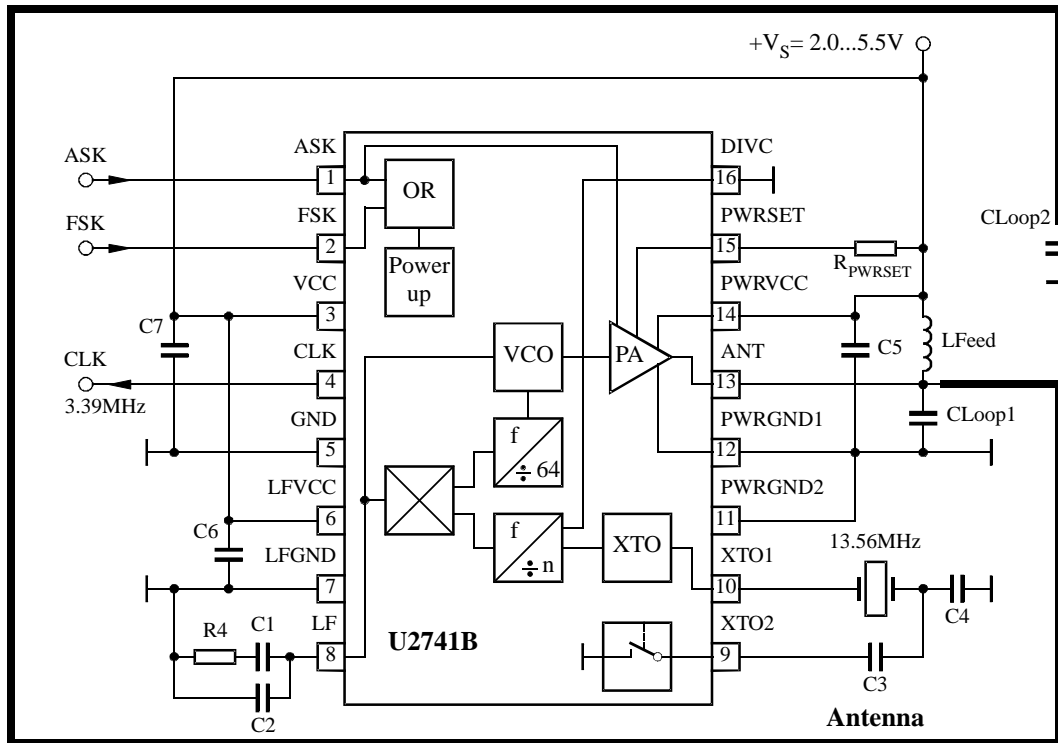 +VS= 2.0...5.5V
ASK
DIVC
ASK
1
OR
16
FSK
PWRSET
FSK
2
15
RPWRSET
CLoop2
VCC
Power
up
PWRVCC
3
14
C7
LFeed
CLK
CLK
VCO
PA
ANT
C5
4
13
3.39MHz
GND
PWRGND1
CLoop1
5
f
÷ 64
12
LFVCC
PWRGND2
6
11
C6
LFGND
f
÷ n
XTO
XTO1
13.56MHz
7
10
C4
R4
C1
LF
U2741B
XTO2
8
9
C2
C3
Antenna